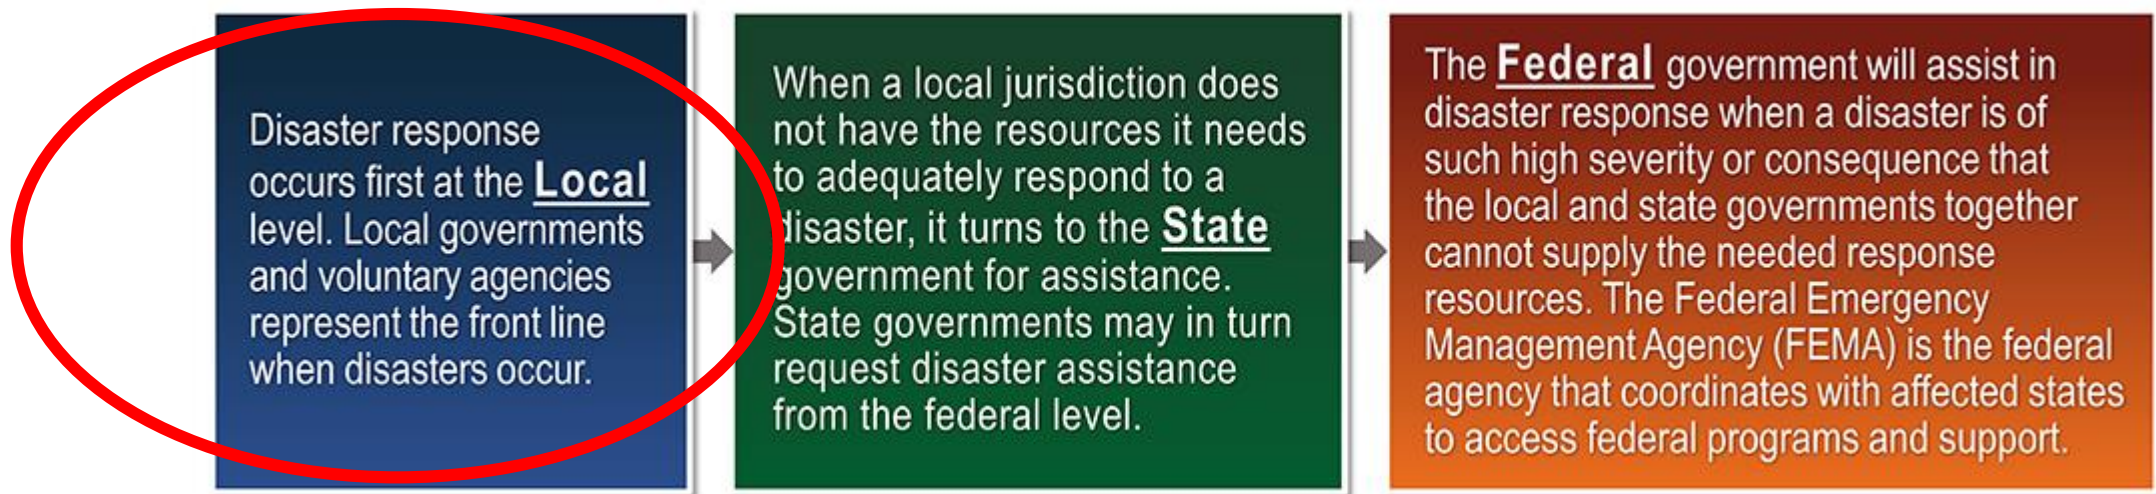 Disaster response
occurs first at the Local
level. Local governments
and voluntary agencies
represent the front line
when disasters occur.
When a local jurisdiction does
not have the resources it needs
to adequately respond to a
disaster, it turns to the State
government for assistance.
State governments may in turn
request disaster assistance
from the federal level.
The Federal government will assist in
disaster response when a disaster is of
such high severity or consequence that
the local and state governments together
cannot supply the needed response
resources. The Federal Emergency
Management Agency (FEMA) is the federal
agency that coordinates with affected states
to access federal programs and support.